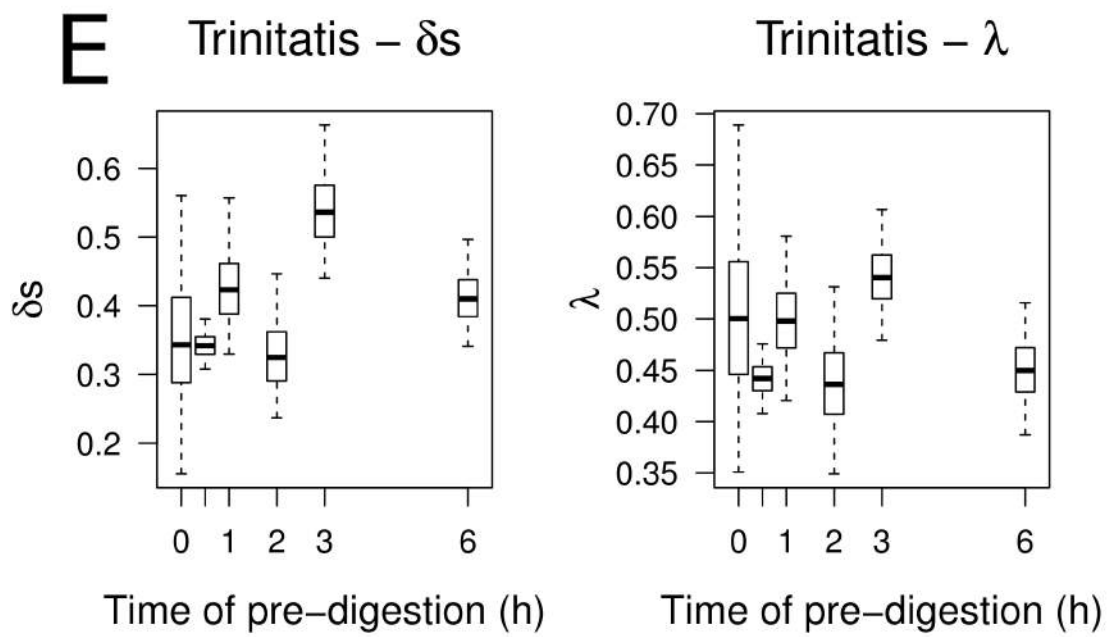 E
Trinitatis – δs
δs
0.6
0.5
0.4
0.3
0.2
0 1 2 3 6
Time of pre−digestion (h)
Trinitatis – λ
λ
0.70
0.65
0.60
0.55
0.50
0.45
0.40
0.35
0 1 2 3 6
Time of pre−digestion (h)